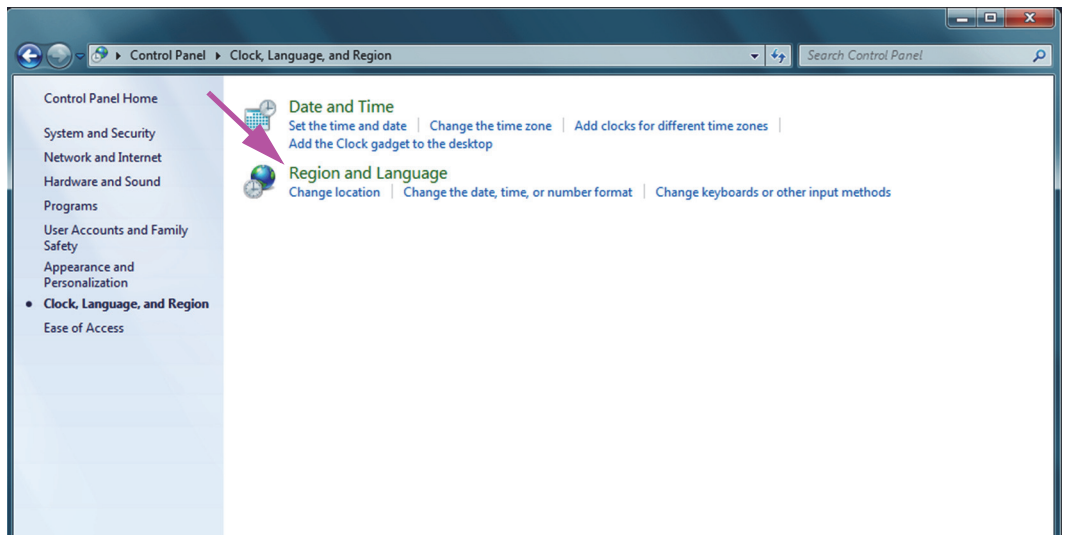 Control Panel Clock, Language, and Region
Search Control Panel
Control Panel Home
System and Security
Network and Internet
Hardware and Sound
Programs
User Accounts and Family
Safety
Appearance and
Personalization
Clock, Language, and Region
Ease of Access
Date and Time
Set the time and date Change the time zone Add clocks for different time zones
Add the Clock gadget to the desktop
Region and Language
Change location Change the date, time, or number format Change keyboards or other input methods